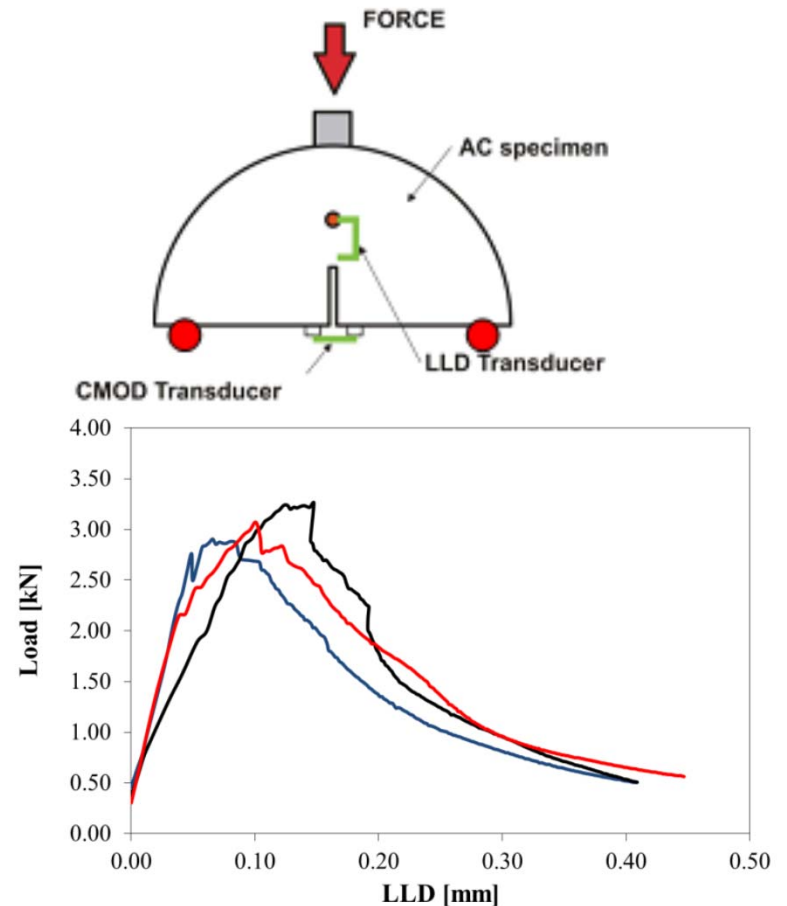 FORCE
AC specimen
LLD Transducer
CMOD Transducer
4.00
3.50
3.00
2.50
2.00
1.50
1.00
0.50
0.00
Load [kN]
0.00 0.10 0.20 0.30 0.40 0.50
LLD [mm]